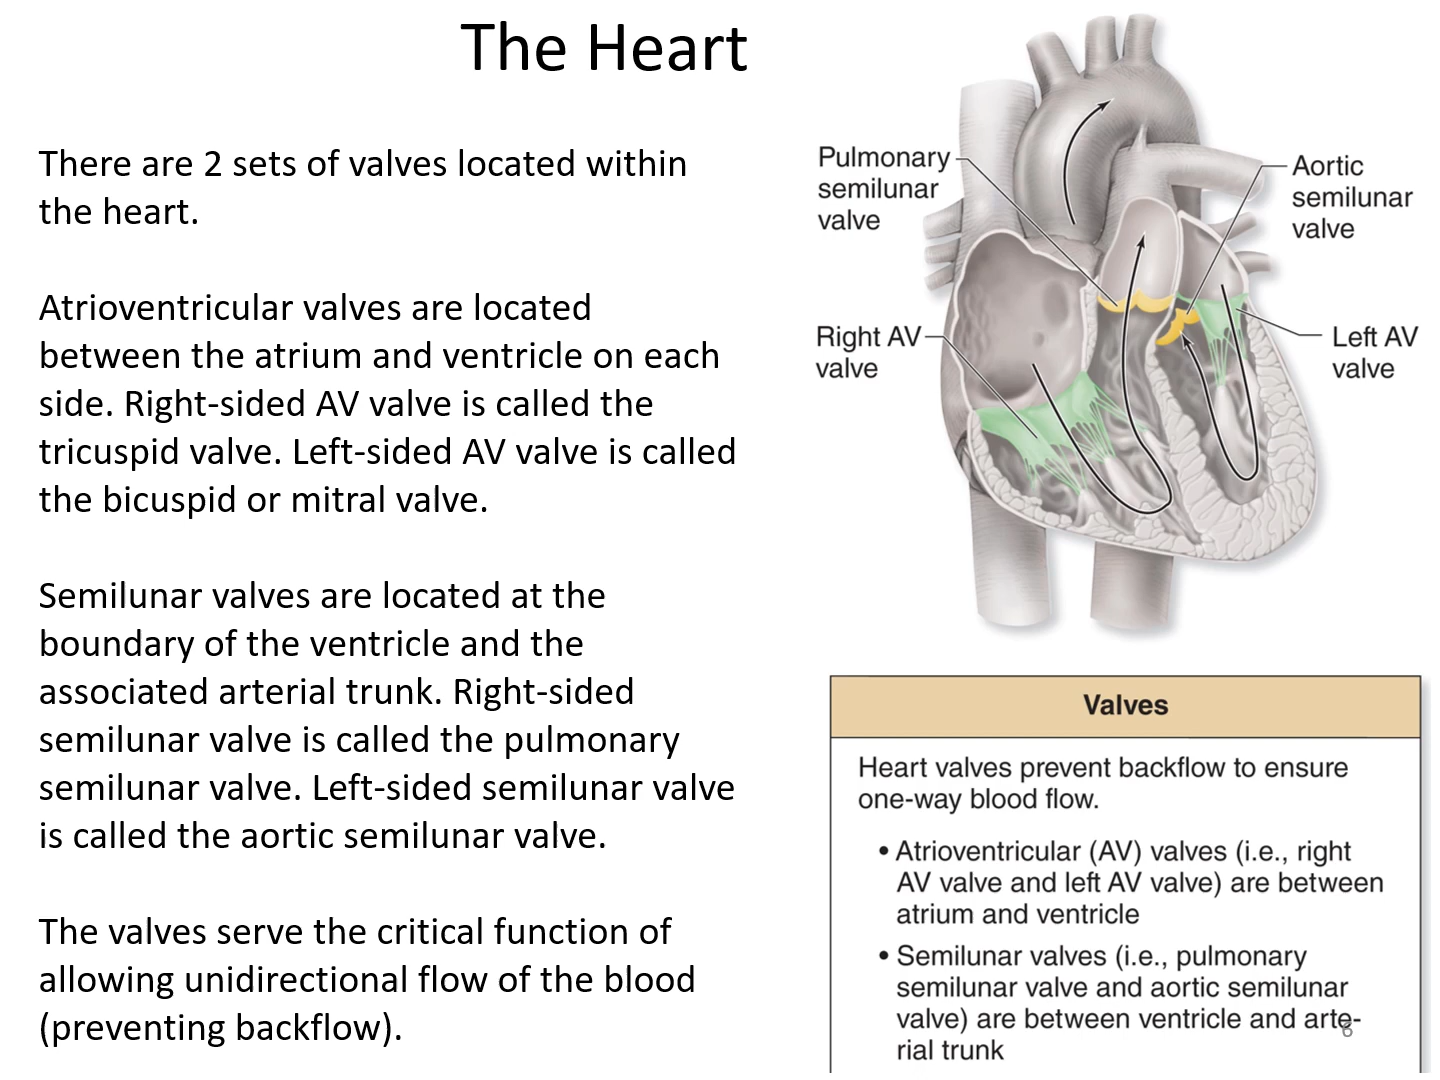 The Heart
There are 2 sets of valves located within
the heart.
Atrioventricular valves are located
between the atrium and ventricle on each
side. Right-sided AV valve is called the
tricuspid valve. Left-sided AV valve is called
the bicuspid or mitral valve.
Semilunar valves are located at the
boundary of the ventricle and the
associated arterial trunk. Right-sided
semilunar valve is called the pulmonary
semilunar valve. Left-sided semilunar valve
is called the aortic semilunar valve.
The valves serve the critical function of
allowing unidirectional flow of the blood
(preventing backflow).
Pulmonary
semilunar
valve
Aortic
semilunar
valve
Right AV
valve
Left AV
valve
Valves
Heart valves prevent backflow to ensure
one-way blood flow.
• Atrioventricular (AV) valves (i.e., right
AV valve and left AV valve) are between
atrium and ventricle
• Semilunar valves (i.e., pulmonary
semilunar valve and aortic semilunar
valve) are between ventricle and arte-
rial trunk
6